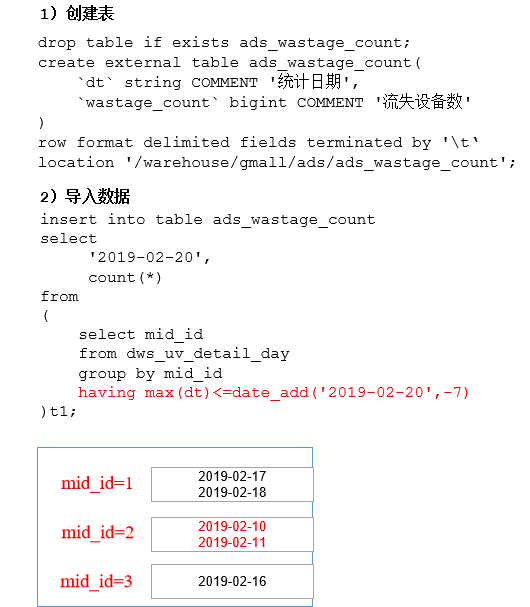 1）创建表
drop table if exists ads_wastage_count;
create external table ads_wastage_count(
    `dt` string COMMENT '统计日期',
    `wastage_count` bigint COMMENT '流失设备数'
)
row format delimited fields terminated by '\t‘
location '/warehouse/gmall/ads/ads_wastage_count';
2）导入数据
insert into table ads_wastage_count
select
     '2019-02-20',
     count(*)
from
(
    select mid_id
    from dws_uv_detail_day
    group by mid_id
    having max(dt)<=date_add('2019-02-20',-7)
)t1;
mid_id=1
2019-02-17
2019-02-18
mid_id=2
2019-02-10
2019-02-11
mid_id=3
2019-02-16